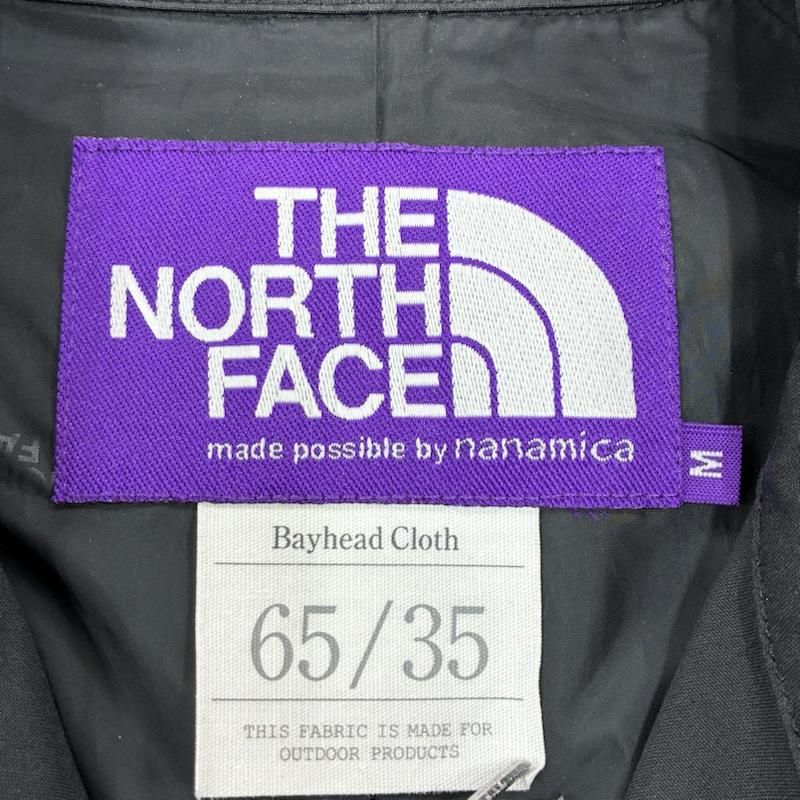 THE
NORTH
FACE
made possible by nanamica
M
Bayhead Cloth
65/35
THIS FABRIC IS MADE FOR
OUTDOOR PRODUCTS